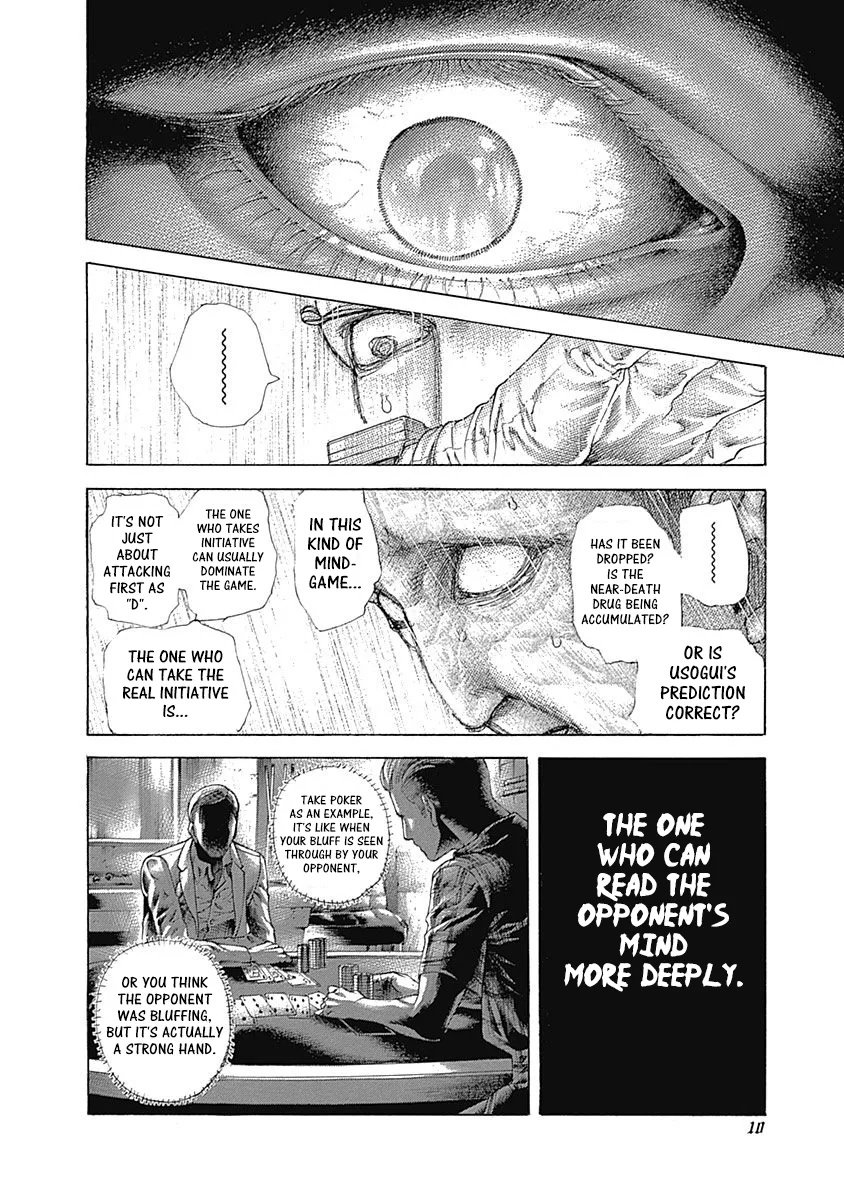 HAS IT BEEN
DROPPED?
IS THE
NEAR-DEATH
DRUG BEING
ACCUMULATED?
OR IS
USOGUI'S
PREDICTION
CORRECT?
IN THIS
KIND OF
MIND-
GAME...
THE ONE
WHO TAKES
INITIATIVE
CAN USUALLY
DOMINATE
THE GAME.
IT'S NOT
JUST
ABOUT
ATTACKING
FIRST AS
"D".
THE ONE WHO
CAN TAKE THE
REAL INITIATIVE
IS...
THE ONE
WHO CAN
READ THE
OPPONENT'S
MIND
MORE DEEPLY.
TAKE POKER
AS AN EXAMPLE,
IT'S LIKE WHEN
YOUR BLUFF IS SEEN
THROUGH BY YOUR
OPPONENT,
OR YOU THINK
THE OPPONENT
WAS BLUFFING,
BUT IT'S ACTUALLY
A STRONG HAND.
10